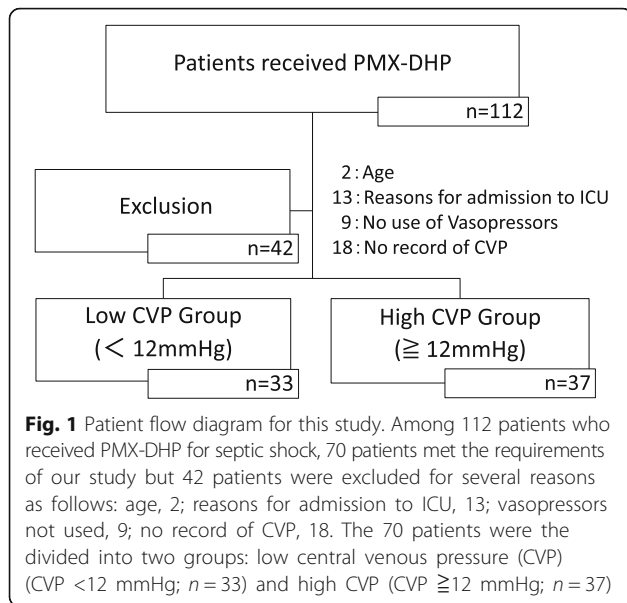 Patients received PMX-DHP
n=112
2: Age
13: Reasons for admission to ICU
9: No use of Vasopressors
18: No record of CVP
Exclusion
n=42
Low CVP Group
(< 12mmHg)
n=33
High CVP Group
(≧ 12mmHg)
n=37
Fig. 1 Patient flow diagram for this study. Among 112 patients who
received PMX-DHP for septic shock, 70 patients met the requirements
of our study but 42 patients were excluded for several reasons
as follows: age, 2; reasons for admission to ICU, 13; vasopressors
not used, 9; no record of CVP, 18. The 70 patients were the
divided into two groups: low central venous pressure (CVP)
(CVP <12 mmHg; n = 33) and high CVP (CVP ≧12 mmHg; n = 37)